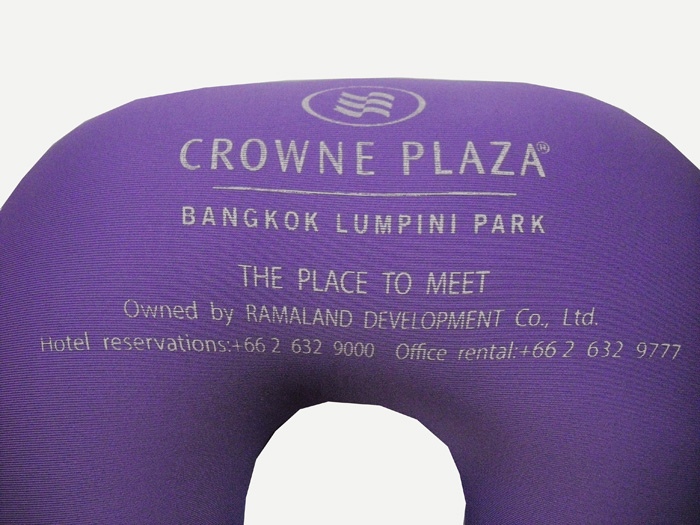 CROWNE PLAZA®
BANGKOK LUMPINI PARK
THE PLACE TO MEET
Owned by RAMALAND DEVELOPMENT Co., Ltd.
Hotel reservations:+66 2 632 9000 Office rental:+66 2 632 9777